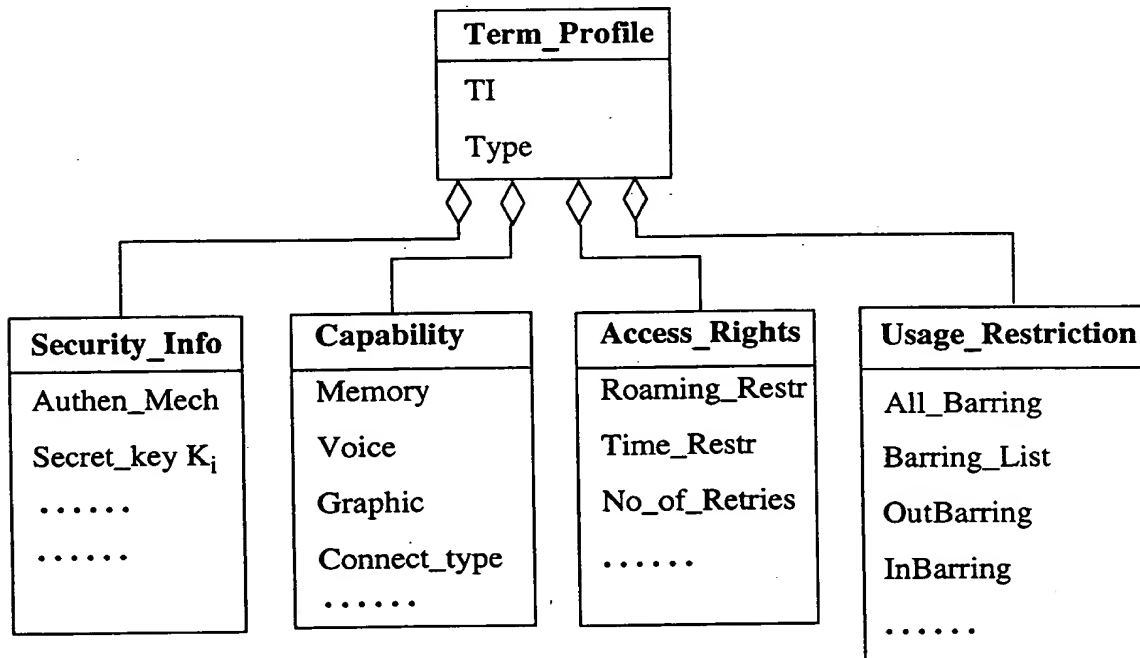 Term_Profile
TI
Type
Security_Info
Authen_Mech
Secret_key Ki
......
......
Capability
Memory
Voice
Graphic
Connect_type
......
Access_Rights
Roaming_Restr
Time_Restr
No_of_Retries
......
Usage_Restriction
All_Barring
Barring_List
OutBarring
InBarring
......